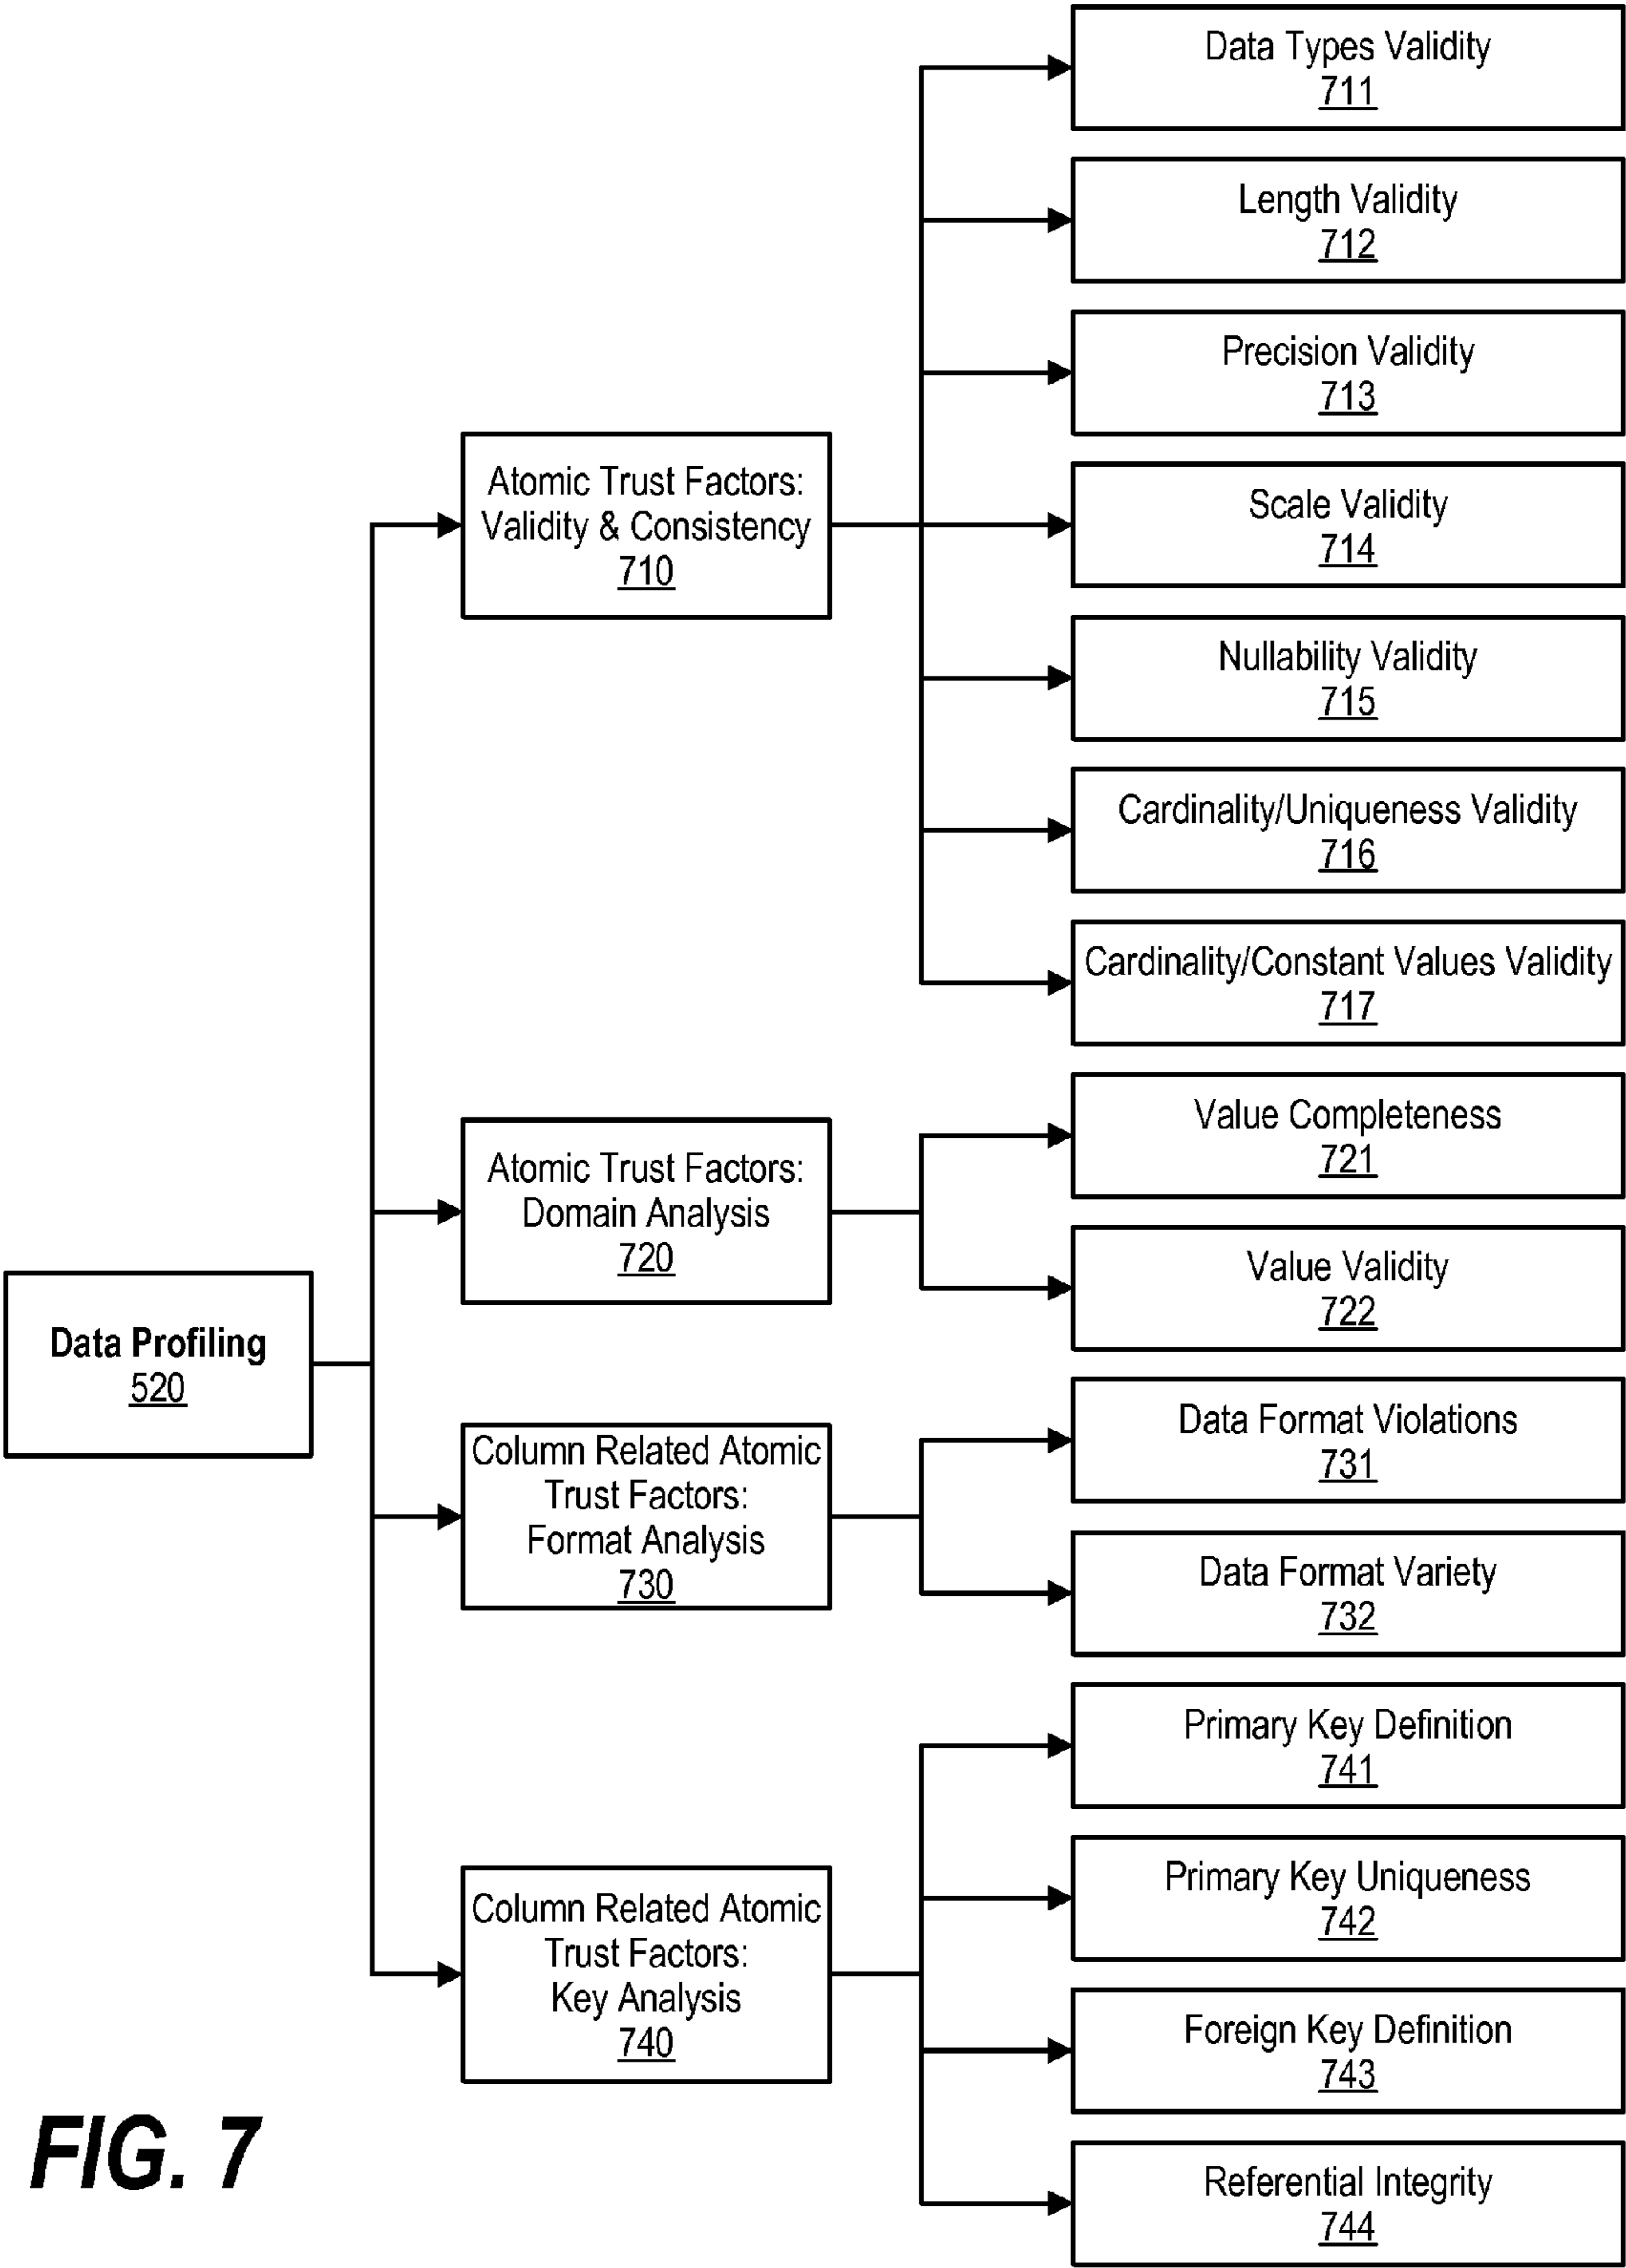 Data Profiling
520
Atomic Trust Factors:
Validity & Consistency
710
Data Types Validity
711
Length Validity
712
Precision Validity
713
Scale Validity
714
Nullability Validity
715
Cardinality/Uniqueness Validity
716
Cardinality/Constant Values Validity
717
Atomic Trust Factors:
Domain Analysis
720
Value Completeness
721
Value Validity
722
Column Related Atomic
Trust Factors:
Format Analysis
730
Data Format Violations
731
Data Format Variety
732
Column Related Atomic
Trust Factors:
Key Analysis
740
Primary Key Definition
741
Primary Key Uniqueness
742
Foreign Key Definition
743
Referential Integrity
744
FIG. 7